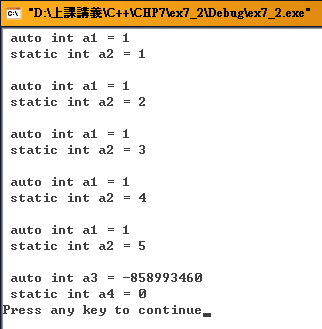 "D:\上課講義\C++\CHP7\ex7_2\Debug\ex7_2.exe"
auto int a1 = 1
static int a2 = 1
auto int a1 = 1
static int a2 = 2
auto int a1 = 1
static int a2 = 3
auto int a1 = 1
static int a2 = 4
auto int a1 = 1
static int a2 = 5
auto int a3 = -858993460
static int a4 = 0
Press any key to continue_